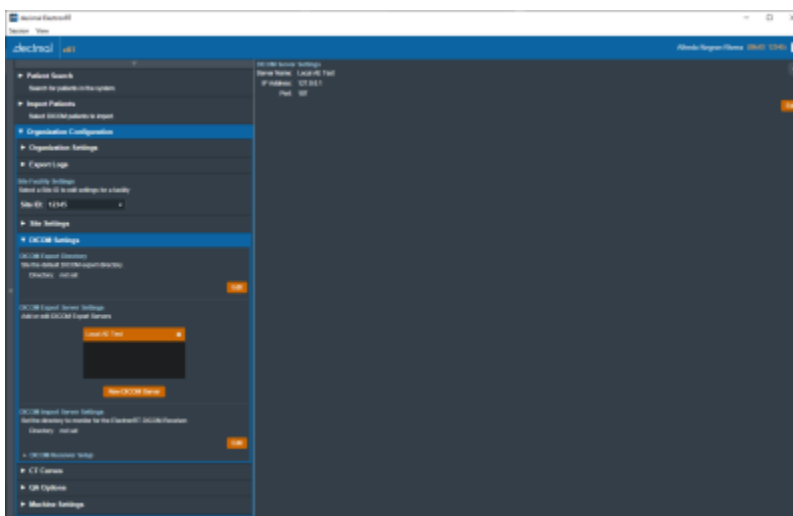 .decimal ElectronRT
Session View
.decimal eRT
Patient Search
Search for patients in the system
Import Patients
Select DICOM patients to import
Organization Configuration
Organization Settings
Export Logs
Site Facility Settings
Select a Site ID to edit settings for a facility
Site ID: 12345
Site Settings
DICOM Settings
DICOM Export Directory
Set the default DICOM export directory
Directory not set
Edit
DICOM Export Server Settings
Add or edit DICOM Export Servers
Local AE Test
New DICOM Server
DICOM Import Server Settings
Set the directory to monitor for the ElectronRT DICOM Receiver
Directory not set
Edit
DICOM Receiver Setup
CT Curves
QR Options
Machine Settings
DICOM Server Settings
Server Name: Local AE Test
IP Address: 127.0.0.1
Port: